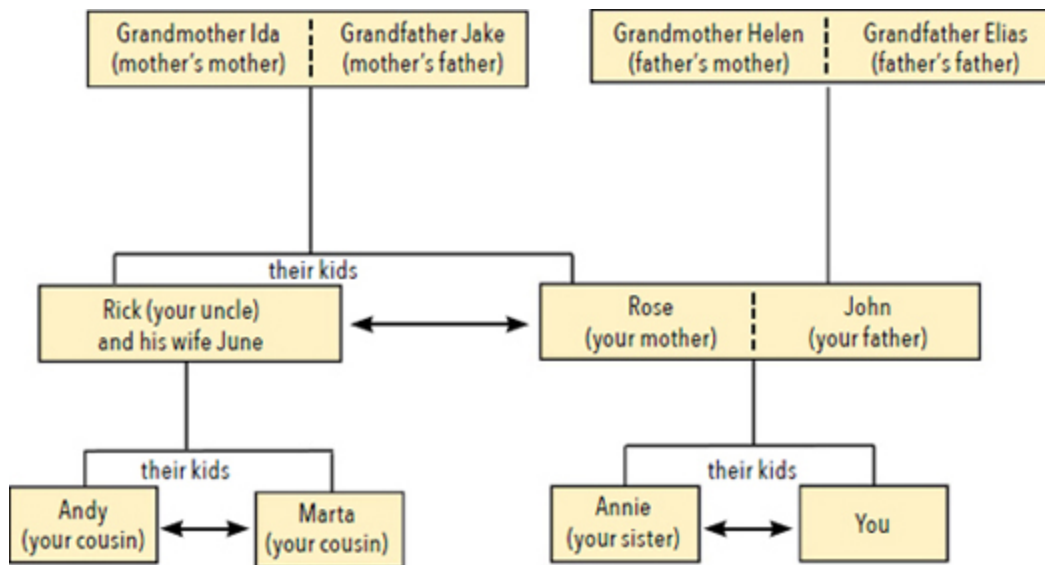 Grandmother Ida
(mother's mother)
Grandfather Jake
(mother's father)
Grandmother Helen
(father's mother)
Grandfather Elias
(father's father)
their kids
Rick (your uncle)
and his wife June
Rose
(your mother)
John
(your father)
their kids
Andy
(your cousin)
Marta
(your cousin)
their kids
Annie
(your sister)
You